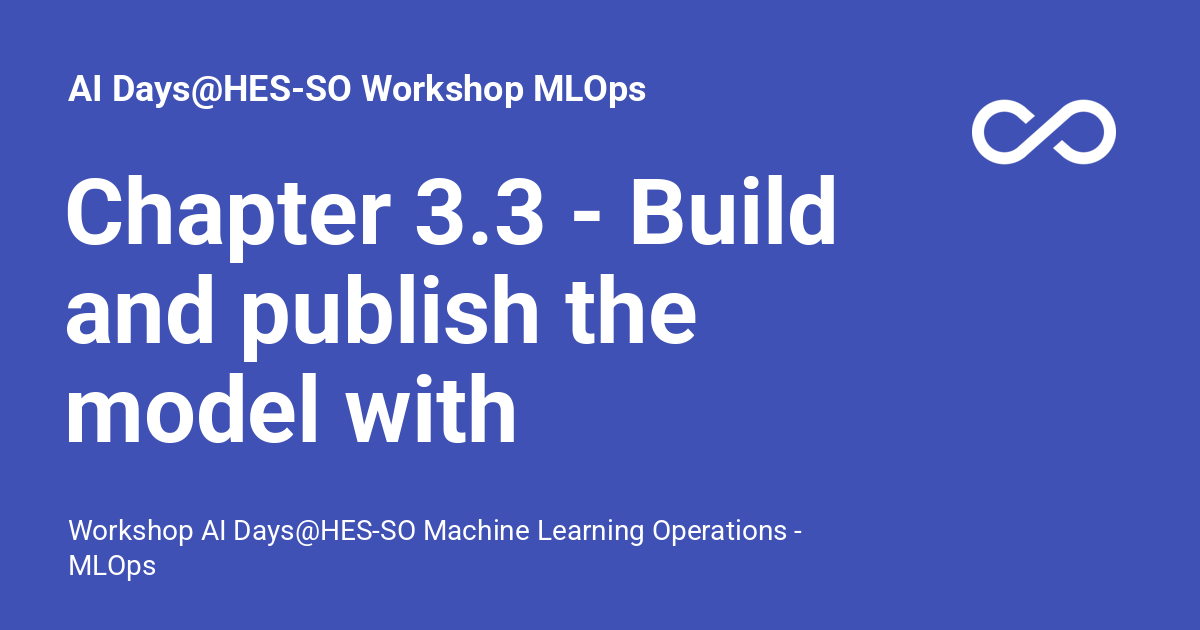 AI Days@HES-SO Workshop MLOps
Chapter 3.3 - Build
and publish the
model with
Workshop AI Days@HES-SO Machine Learning Operations -
MLOps